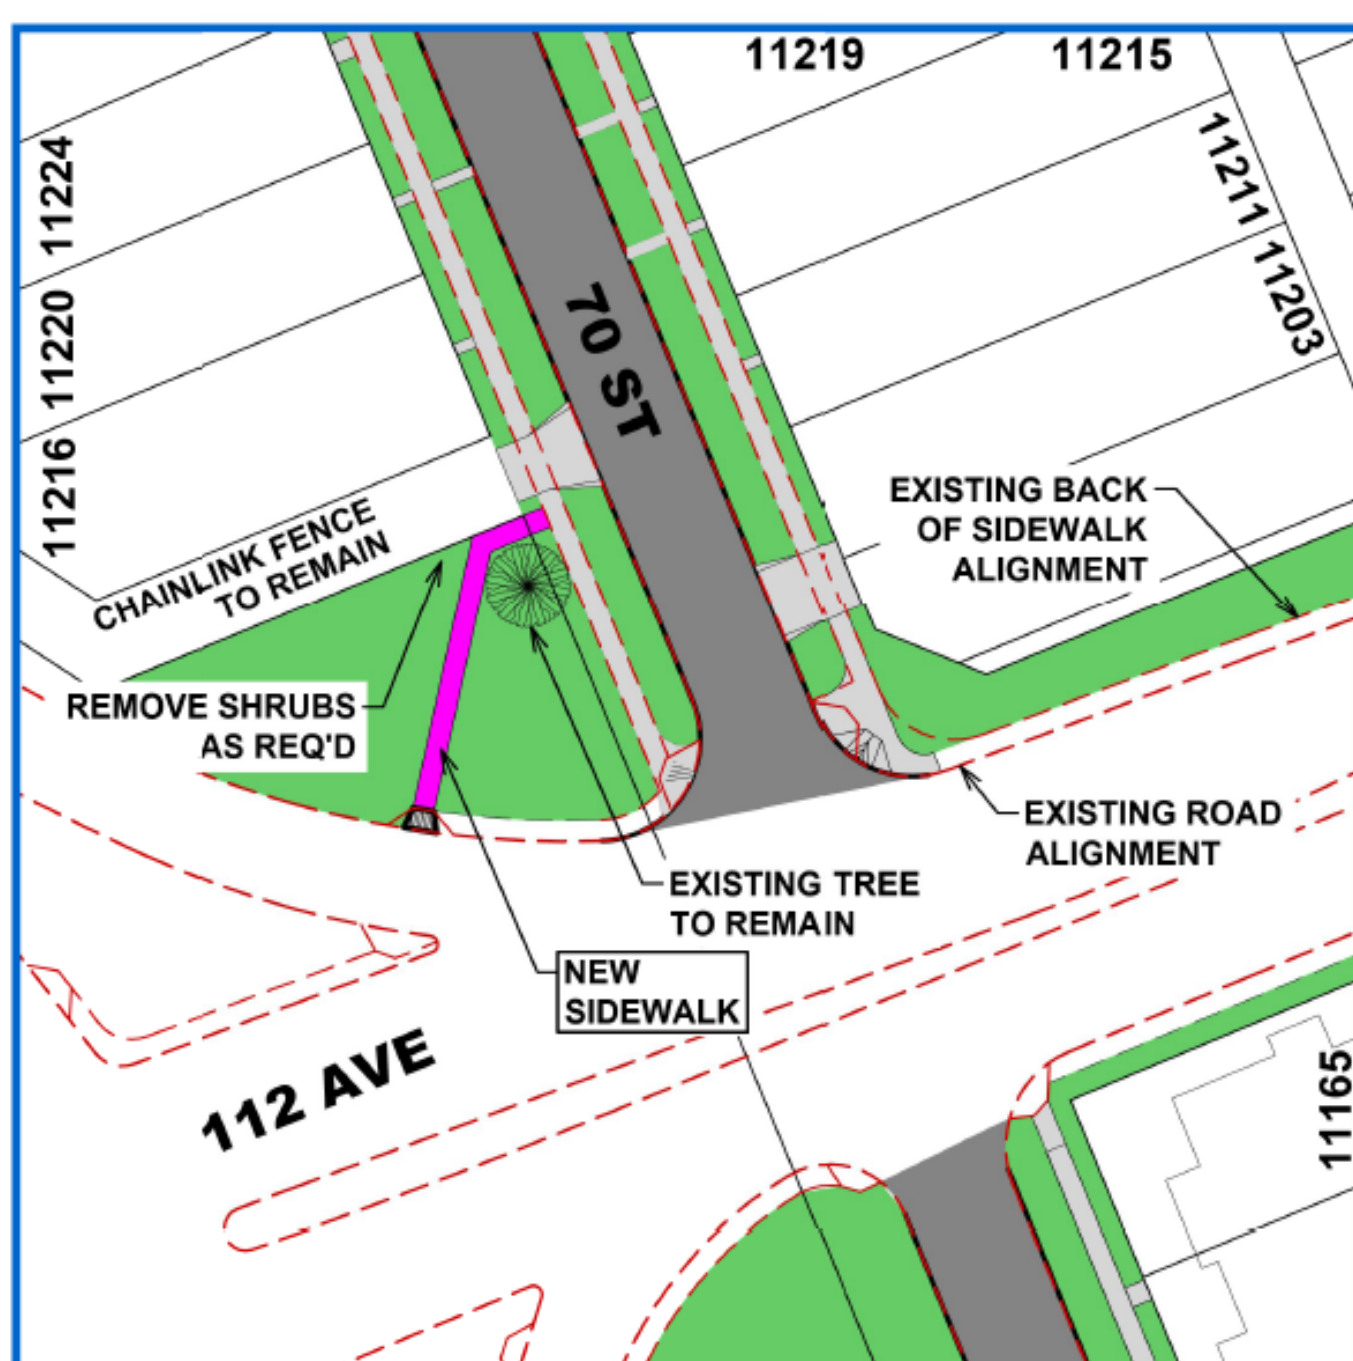 11219
11215
11224
11220
11216
11211
11203
70 ST
CHAINLINK FENCE
TO REMAIN
EXISTING BACK
OF SIDEWALK
ALIGNMENT
REMOVE SHRUBS
AS REQ'D
EXISTING ROAD
ALIGNMENT
EXISTING TREE
TO REMAIN
NEW
SIDEWALK
112 AVE
11165